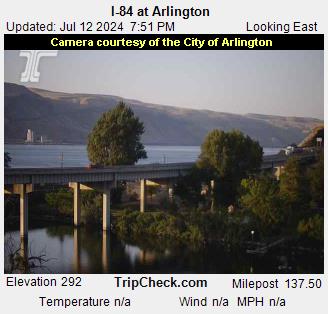 I-84 at Arlington
Updated: Jul 12 2024 7:51 PM Looking East
Camera courtesy of the City of Arlington
Elevation 292 TripCheck.com Milepost 137.50
Temperature n/a Wind n/a MPH n/a